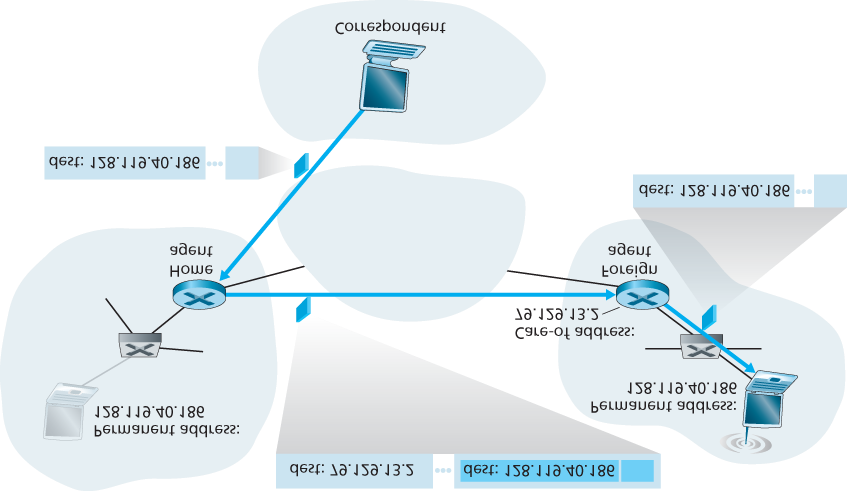 Correspondent
dest: 128.119.40.186
dest: 128.119.40.186
Home
agent
Foreign
agent
Care-of address:
79.129.13.2
Permanent address:
128.119.40.186
Permanent address:
128.119.40.186
dest: 79.129.13.2
dest: 128.119.40.186